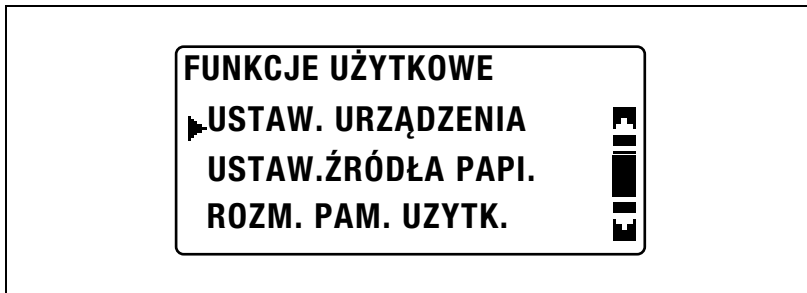 FUNKCJE UŻYTKOWE
USTAW. URZĄDZENIA
USTAW.ŹRÓDŁA PAPI.
ROZM. PAM. UZYTK.